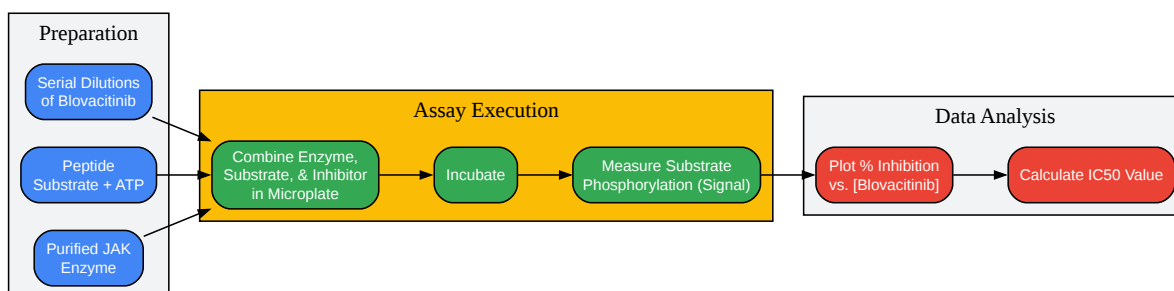 Preparation
Serial Dilutions
of Blovacitinib
Peptide
Substrate + ATP
Purified JAK
Enzyme
Assay Execution
Combine Enzyme,
Substrate, & Inhibitor
in Microplate
Incubate
Measure Substrate
Phosphorylation (Signal)
Data Analysis
Plot % Inhibition
vs. [Blovacitinib]
Calculate IC50 Value